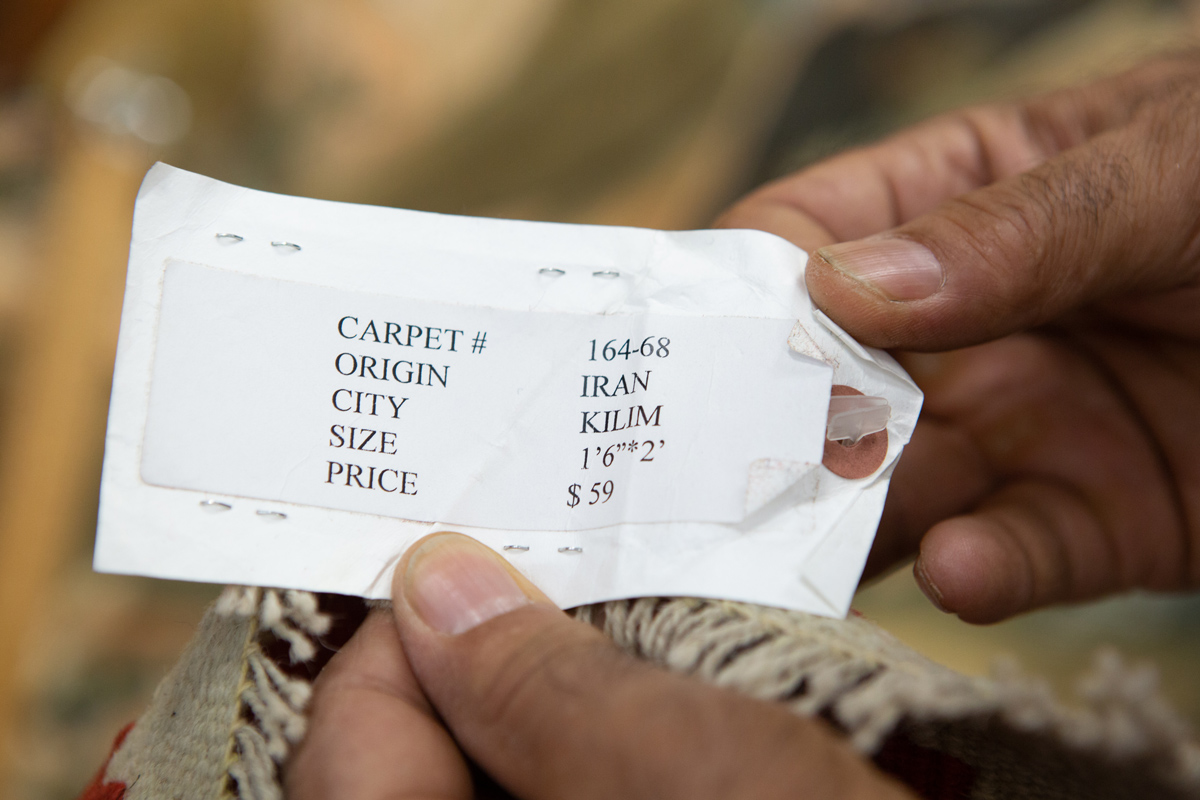 CARPET # 164-68
ORIGIN IRAN
CITY KILIM
SIZE 1'6"*2'
PRICE $ 59